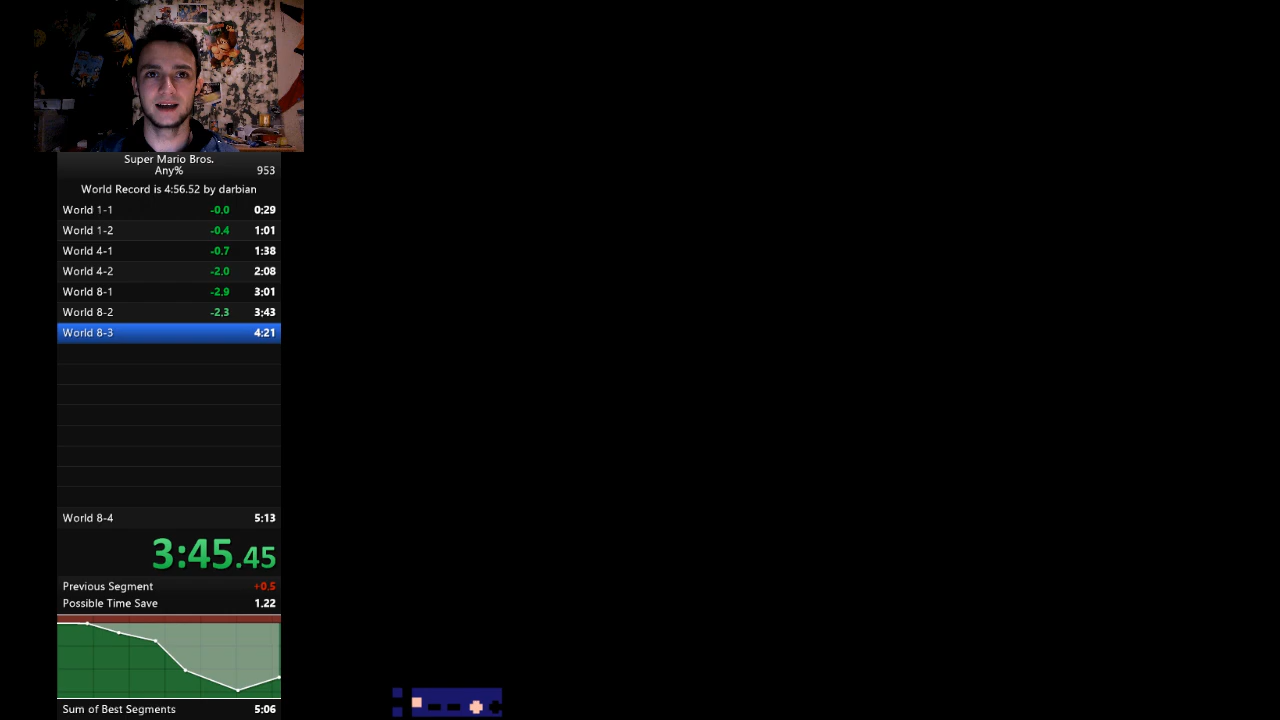 Super Mario Bros.
Any% 953
World Record is 4:56.52 by darbian
World 1-1 -0.0 0:29
World 1-2 -0.4 1:01
World 4-1 -0.7 1:38
World 4-2 -2.0 2:08
World 8-1 -2.9 3:01
World 8-2 -2.3 3:43
World 8-3 4:21
World 8-4 5:13
3:45.45
Previous Segment +0.5
Possible Time Save 1.22
Sum of Best Segments 5:06